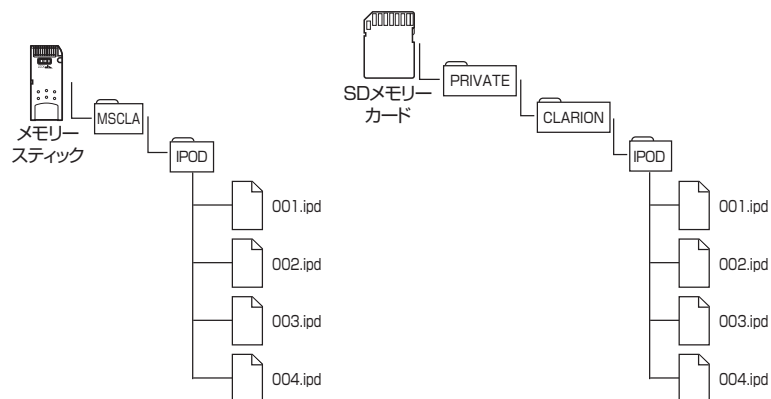 メモリー
スティック
MSCLA
IPOD
001.ipd
002.ipd
003.ipd
004.ipd
SDメモリー
カード
PRIVATE
CLARION
IPOD
001.ipd
002.ipd
003.ipd
004.ipd